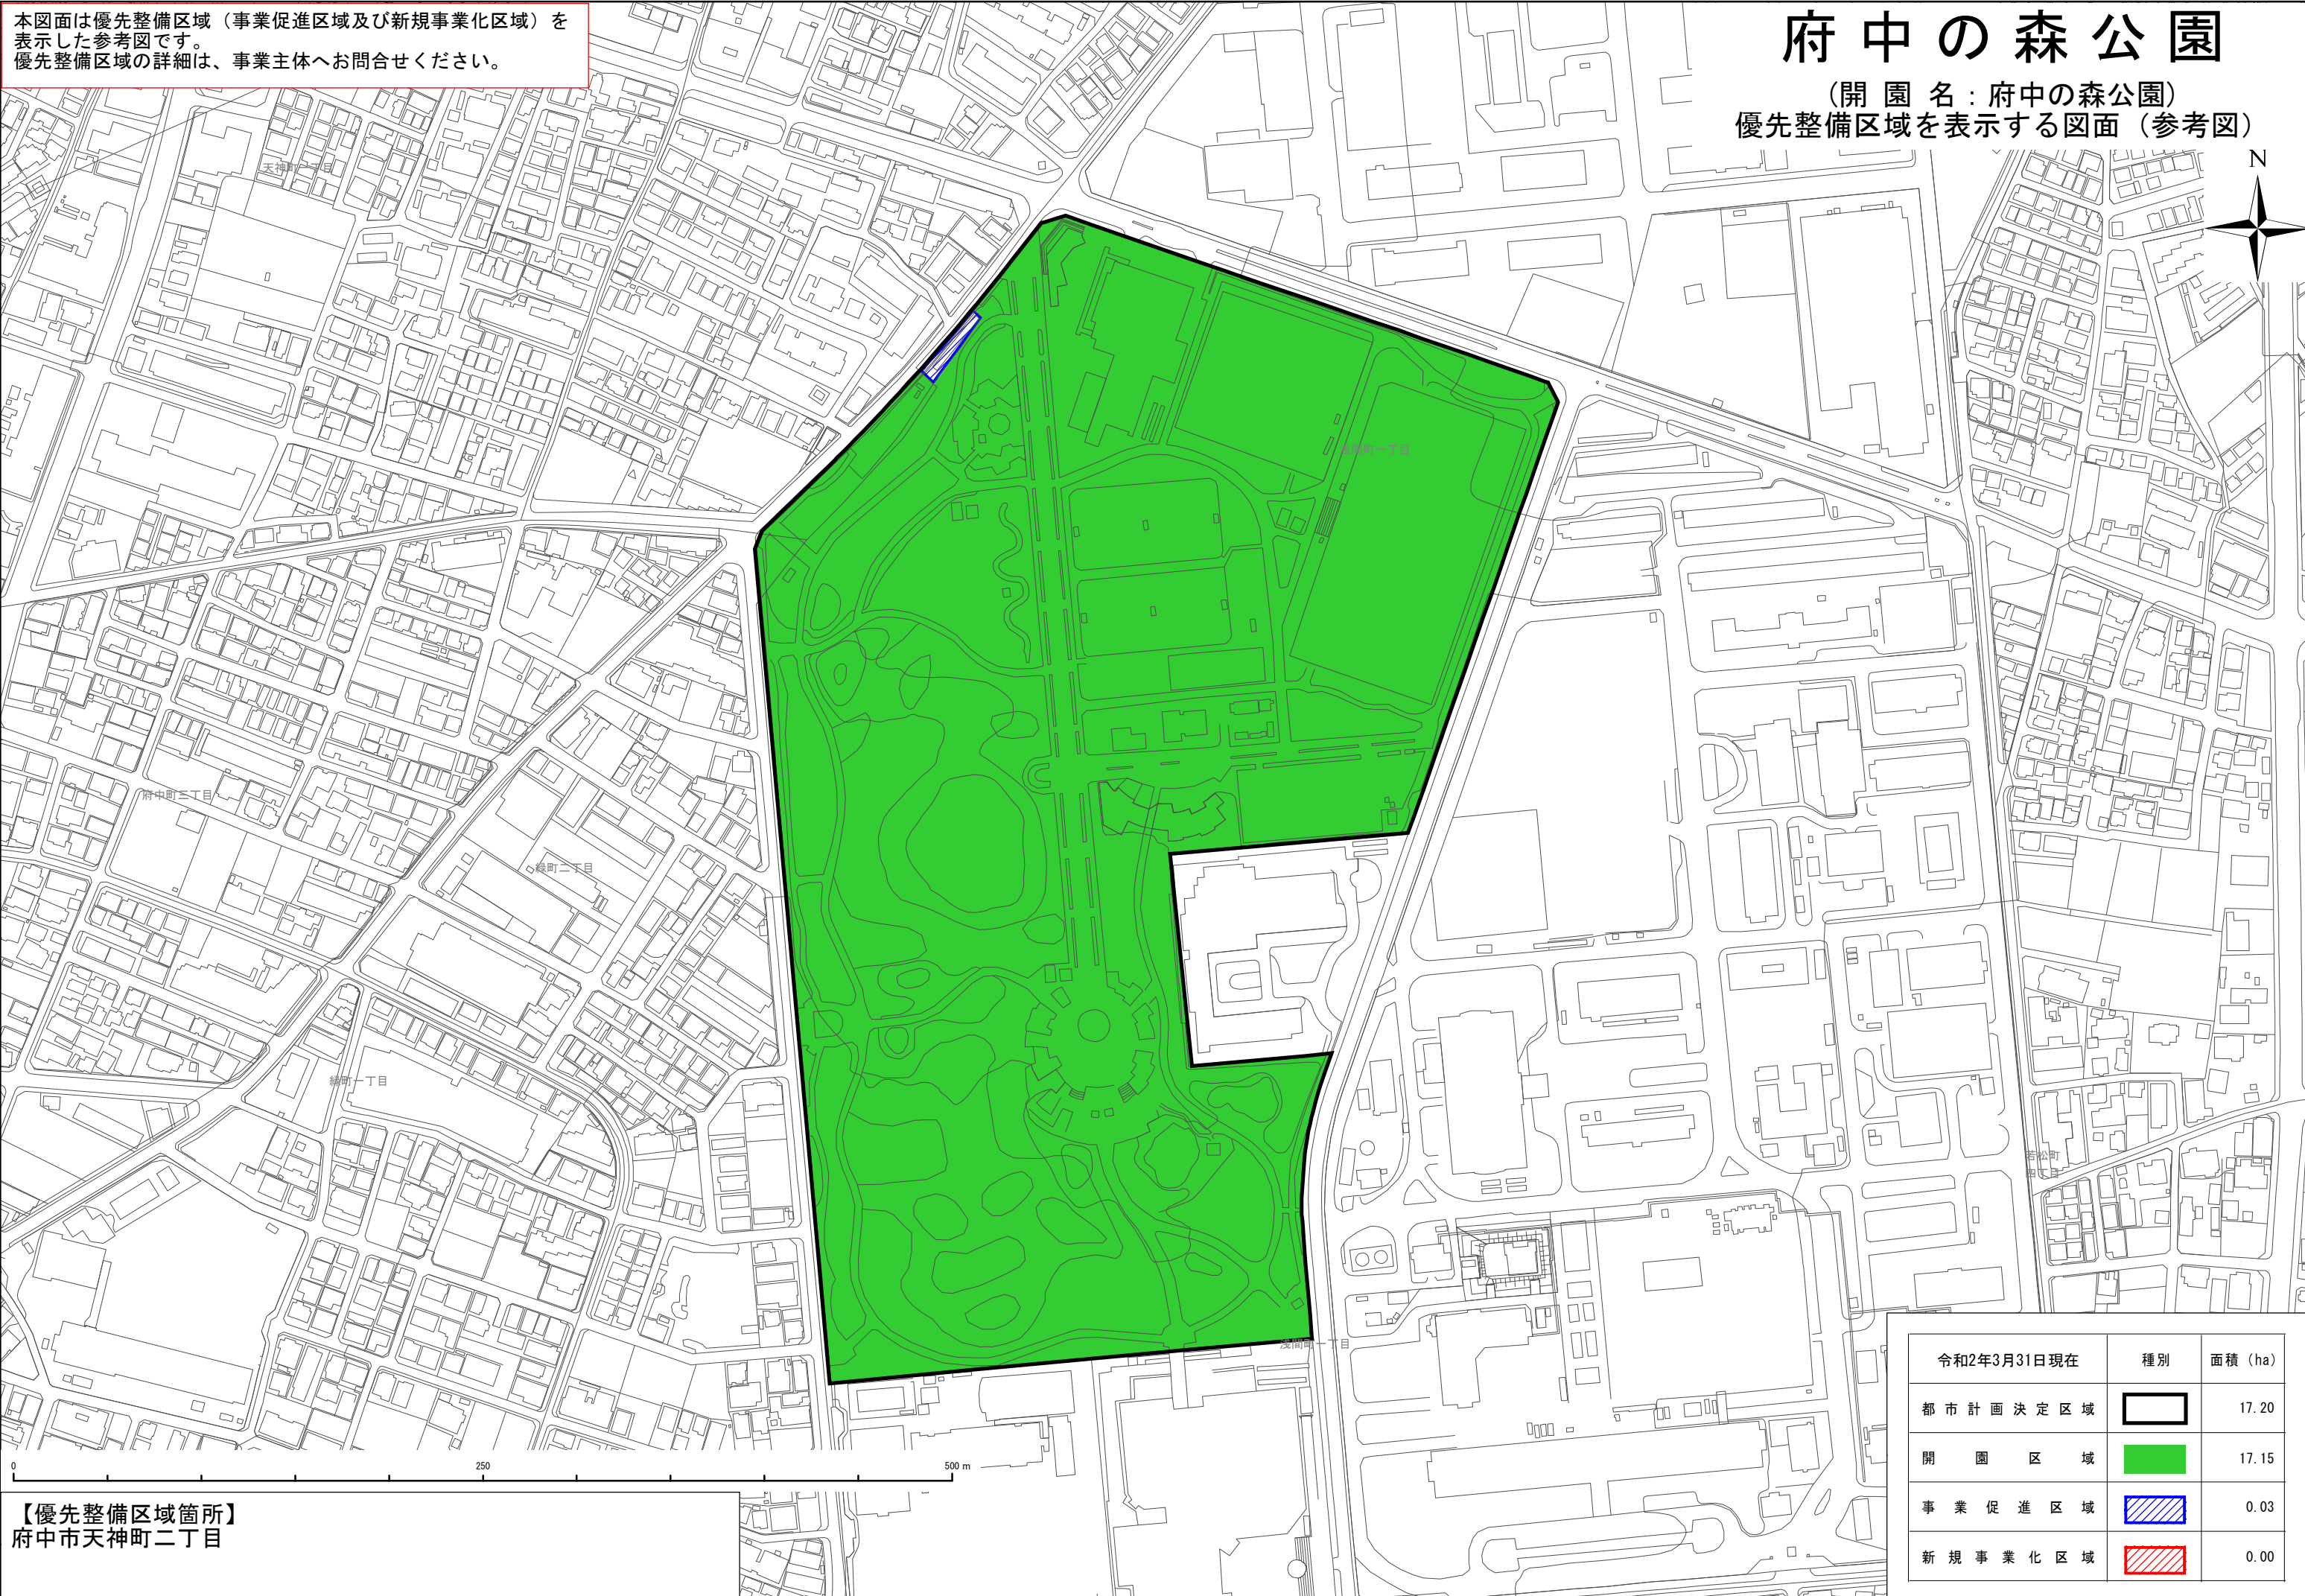 本図面は優先整備区域（事業促進区域及び新規事業化区域）を
表示した参考図です。
優先整備区域の詳細は、事業主体へお問合せください。
府中の森公園
（開 園 名：府中の森公園）
優先整備区域を表示する図面（参考図）
N
浅間町一丁目
府中町三丁目
緑町二丁目
緑町一丁目
若松町
四丁目
浅間町一丁目
0 250 500 m
【優先整備区域箇所】
府中市天神町二丁目
令和2年3月31日現在 種別 面積（ha）
都市計画決定区域 17.20
開園区域 17.15
事業促進区域 0.03
新規事業化区域 0.00